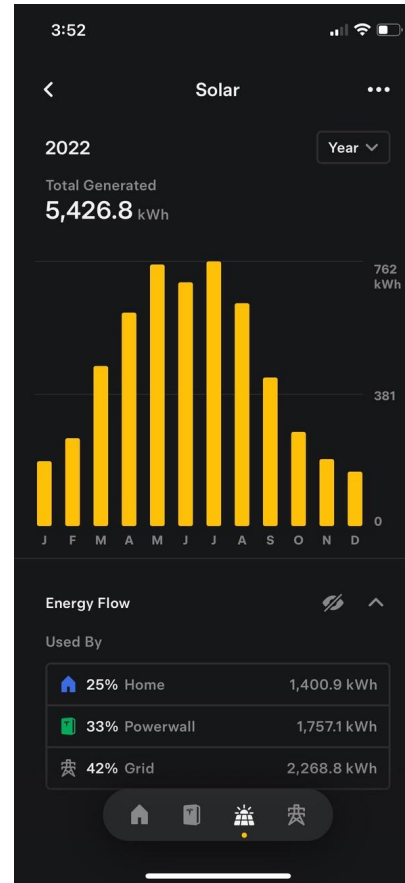 3:52
Solar
2022
Year
Total Generated
5,426.8 kWh
762
kWh
381
0
J F M A M J J A S O N D
Energy Flow
Used By
25% Home 1,400.9 kWh
33% Powerwall 1,757.1 kWh
42% Grid 2,268.8 kWh